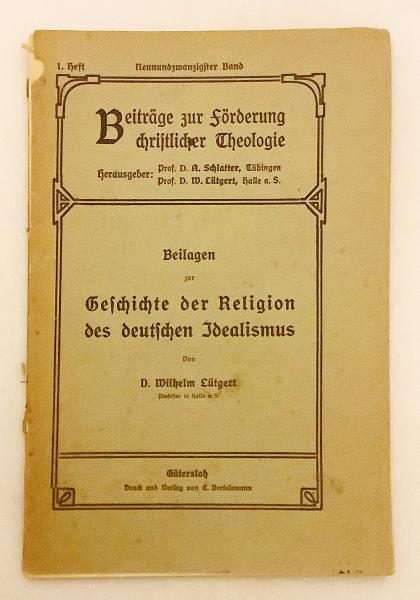 1. Heft Neunundzwanzigster Band
Beiträge zur Förderung
christlicher Theologie
Herausgeber: Prof. D. A. Schlatter, Tübingen
Prof. D. W. Lütgert, Halle a. S.
Beilagen
zur
Geschichte der Religion
des deutschen Idealismus
Von
D. Wilhelm Lütgert
Professor in Halle a. S.
Gütersloh
Druck und Verlag von C. Bertelsmann